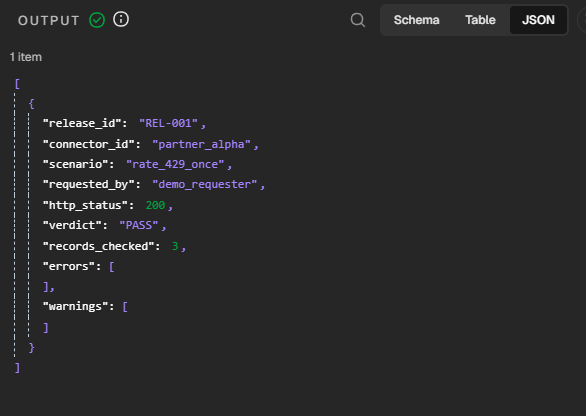 OUTPUT
Schema Table JSON
1 item
[
{
"release_id": "REL-001",
"connector_id": "partner_alpha",
"scenario": "rate_429_once",
"requested_by": "demo_requester",
"http_status": 200,
"verdict": "PASS",
"records_checked": 3,
"errors": [
],
"warnings": [
]
}
]